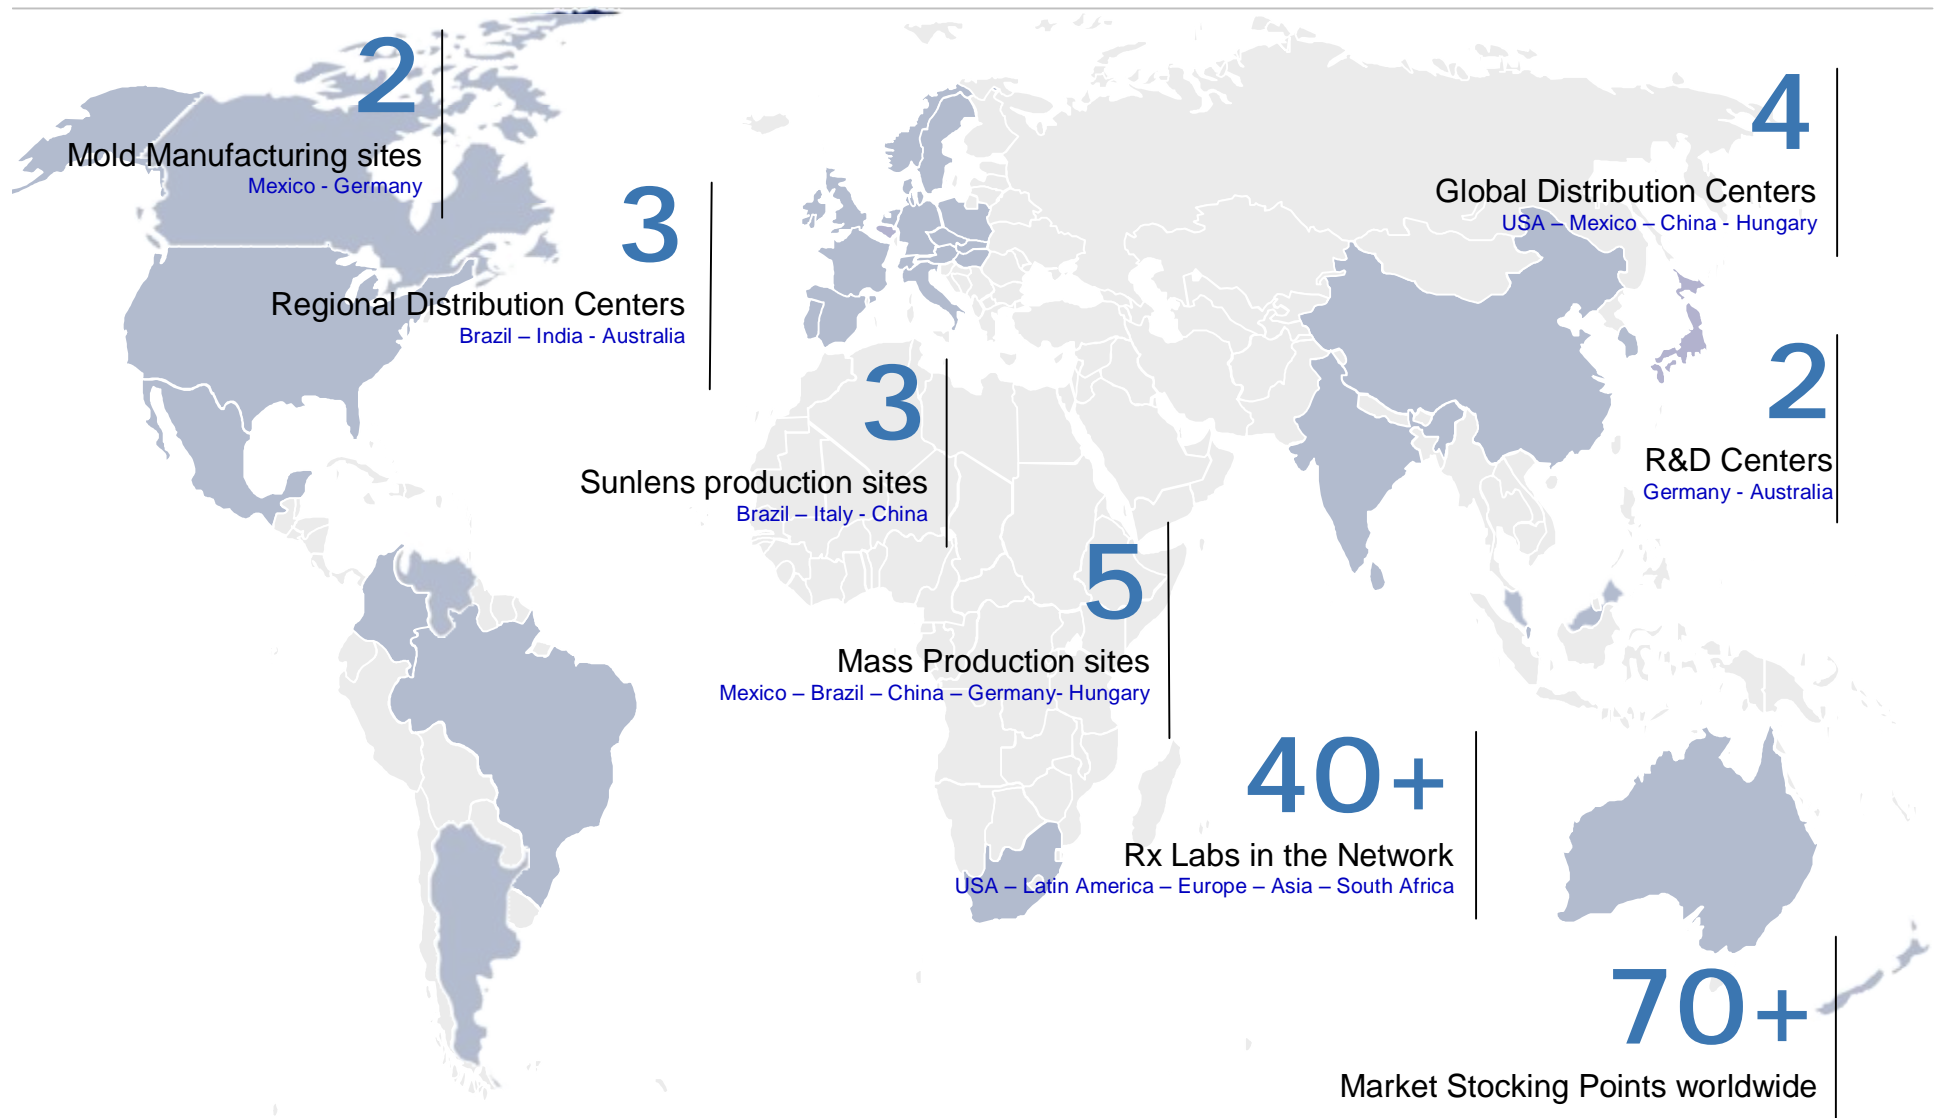 2
Mold Manufacturing sites
Mexico - Germany
3
Regional Distribution Centers
Brazil – India - Australia
3
Sunlens production sites
Brazil – Italy - China
5
Mass Production sites
Mexico – Brazil – China – Germany- Hungary
4
Global Distribution Centers
USA – Mexico – China - Hungary
2
R&D Centers
Germany - Australia
40+
Rx Labs in the Network
USA – Latin America – Europe – Asia – South Africa
70+
Market Stocking Points worldwide